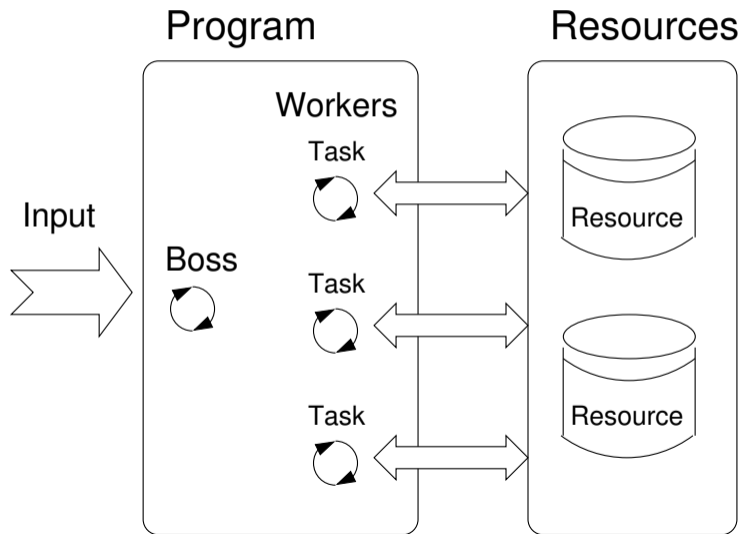 Program
Resources
Workers
Task
Resource
Input
Boss
Task
Task
Resource